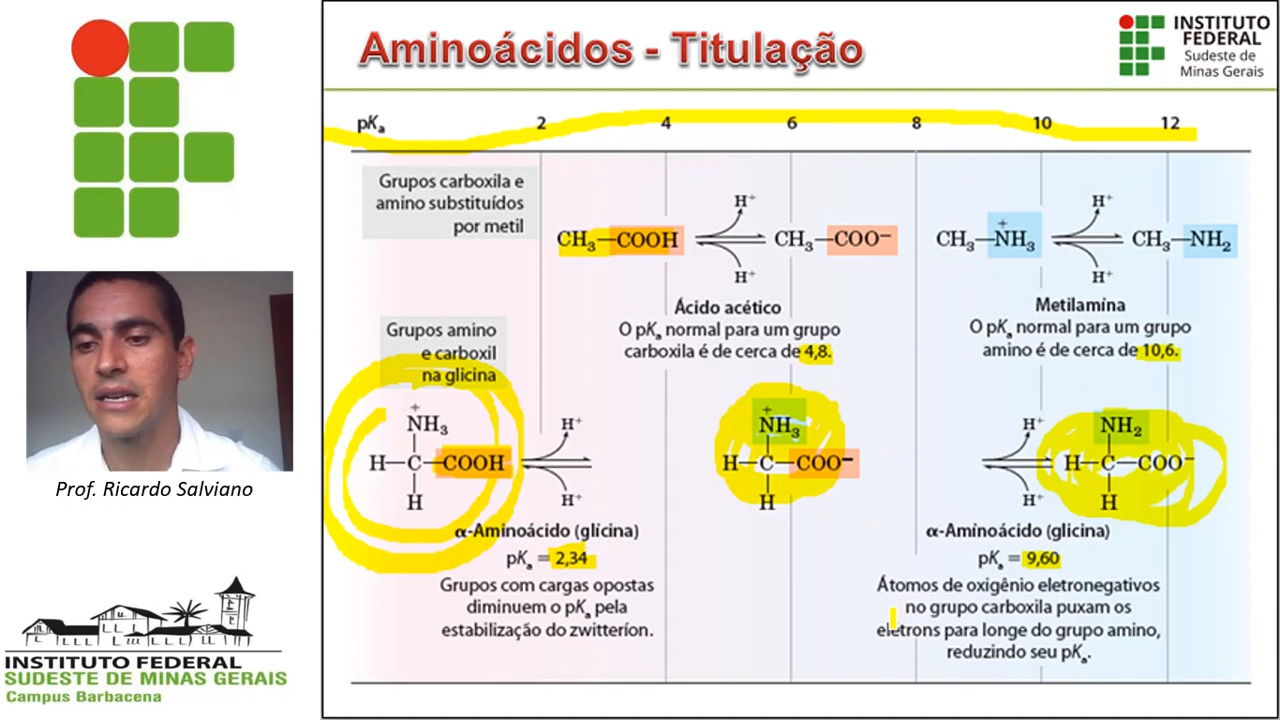 Aminoácidos - Titulação
INSTITUTO
FEDERAL
Sudeste de
Minas Gerais
pKa 2 4 6 8 10 12
Grupos carboxila e
amino substituídos
por metil
H⁺ H⁺
CH₃—COOH CH₃—COO⁻ CH₃—N⁺H₃ CH₃—NH₂
H⁺ H⁺
Ácido acético
O pKa normal para um grupo
carboxila é de cerca de 4,8.
Metilamina
O pKa normal para um grupo
amino é de cerca de 10,6.
Grupos amino
e carboxil
na glicina
+
NH₃
H—C—COOH
H
H⁺
H⁺
+
NH₃
H—C—COO⁻
H
H⁺
H⁺
NH₂
H—C—COO⁻
H
α-Aminoácido (glicina)
pKa = 2,34
Grupos com cargas opostas
diminuem o pKa pela
estabilização do zwitteríon.
α-Aminoácido (glicina)
pKa = 9,60
Átomos de oxigênio eletronegativos
no grupo carboxila puxam os
elétrons para longe do grupo amino,
reduzindo seu pKa.
Prof. Ricardo Salviano
INSTITUTO FEDERAL
SUDESTE DE MINAS GERAIS
Campus Barbacena